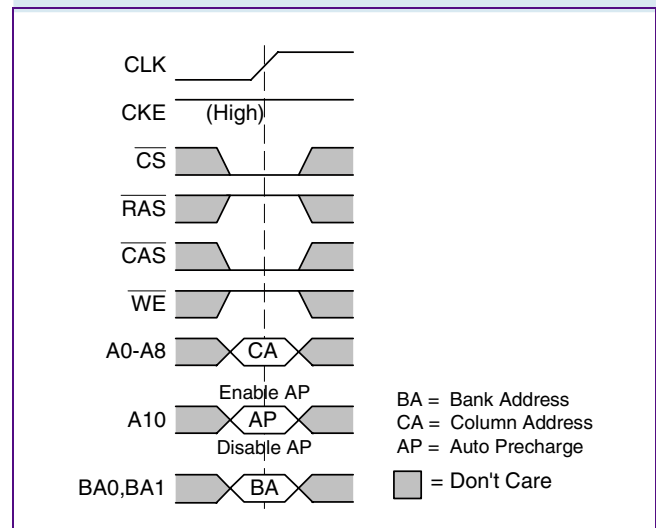 CLK
CKE (High)
CS
RAS
CAS
WE
A0-A8 CA
Enable AP
A10 AP
Disable AP
BA0,BA1 BA
BA = Bank Address
CA = Column Address
AP = Auto Precharge
= Don't Care